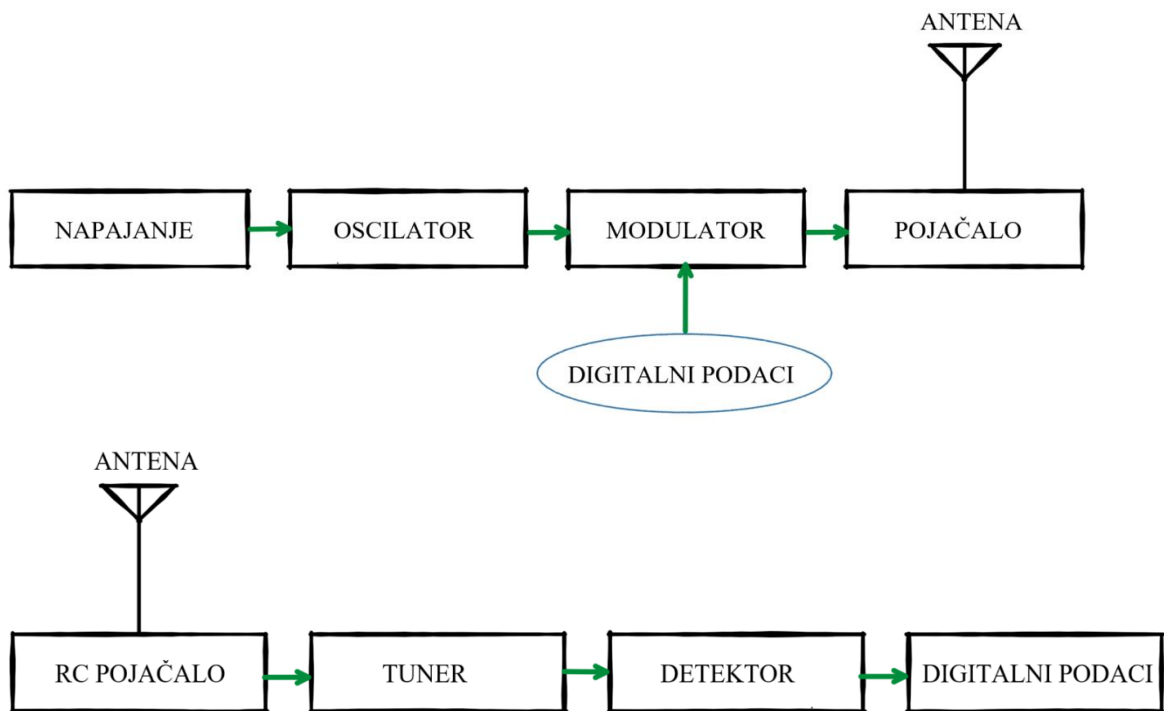 ANTENA
NAPAJANJE
OSCILATOR
MODULATOR
POJAČALO
DIGITALNI PODACI
ANTENA
RC POJAČALO
TUNER
DETEKTOR
DIGITALNI PODACI